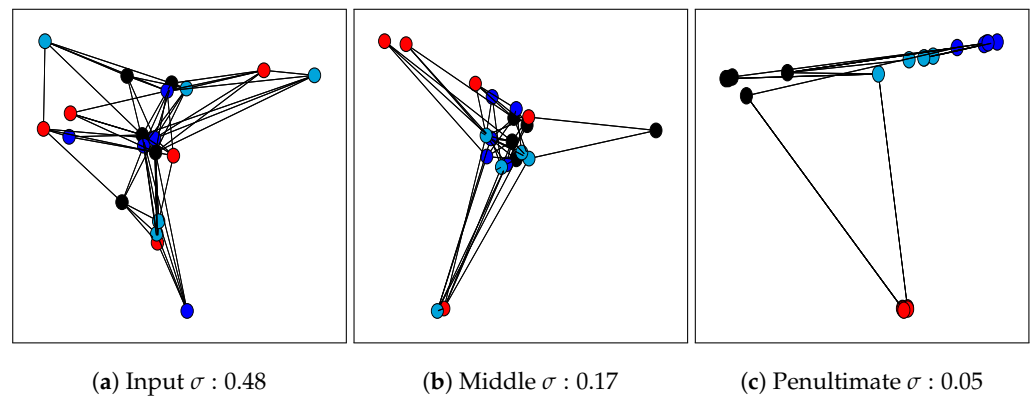 (a) Input σ : 0.48
(b) Middle σ : 0.17
(c) Penultimate σ : 0.05